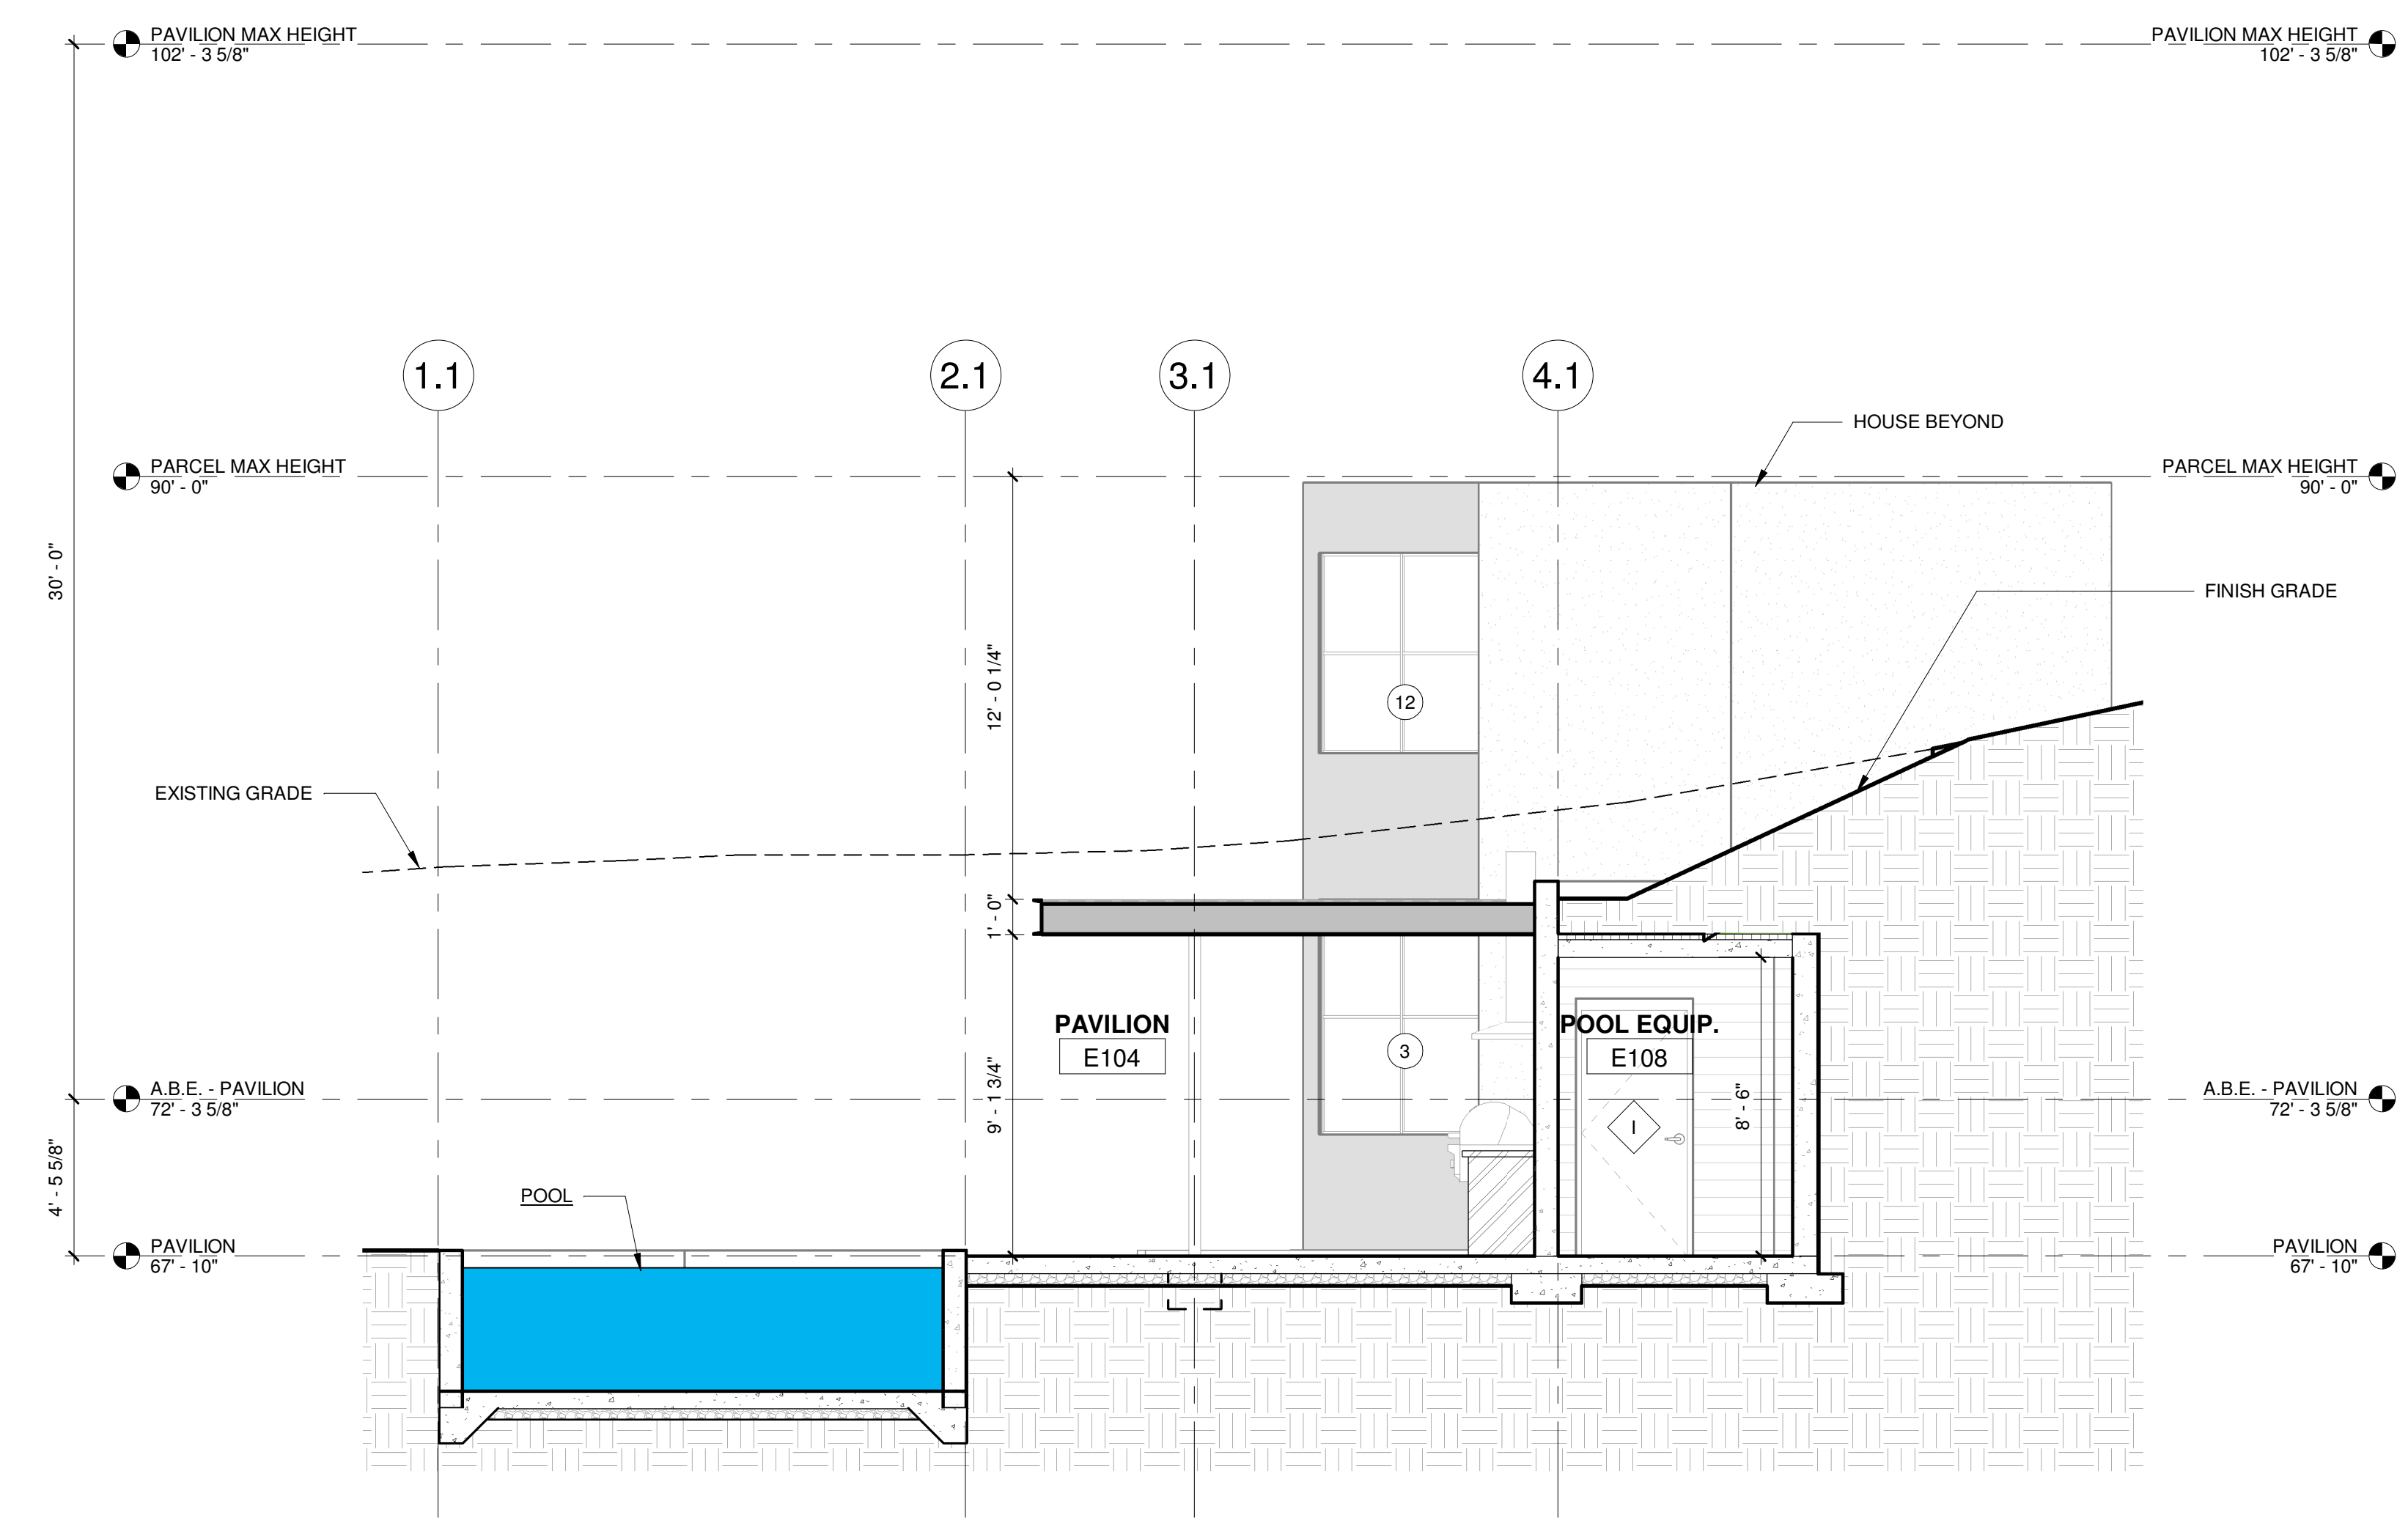 PAVILION MAX HEIGHT
102' - 3 5/8"
PAVILION MAX HEIGHT
102' - 3 5/8"
1.1
2.1
3.1
4.1
HOUSE BEYOND
PARCEL MAX HEIGHT
90' - 0"
PARCEL MAX HEIGHT
90' - 0"
30' - 0"
FINISH GRADE
12' - 0 1/4"
12
EXISTING GRADE
1' - 0"
PAVILION
E104
POOL EQUIP.
E108
3
9' - 1 3/4"
8' - 6"
I
A.B.E. - PAVILION
72' - 3 5/8"
A.B.E. - PAVILION
72' - 3 5/8"
4' - 5 5/8"
POOL
PAVILION
67' - 10"
PAVILION
67' - 10"